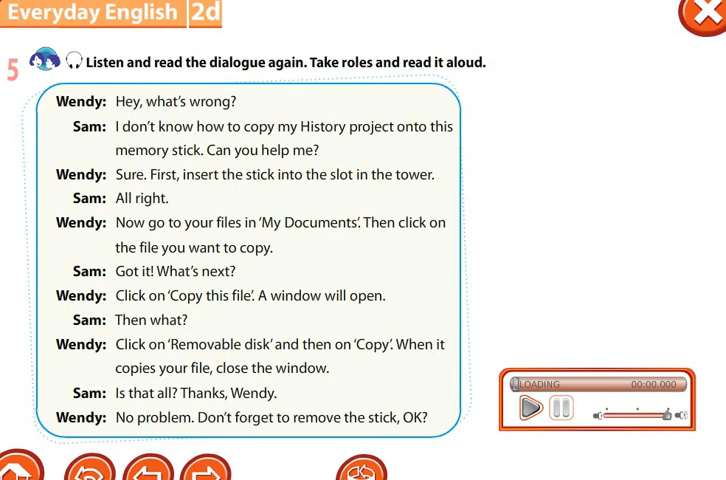 Everyday English 2d
5 Listen and read the dialogue again. Take roles and read it aloud.
Wendy: Hey, what's wrong?
Sam: I don't know how to copy my History project onto this
memory stick. Can you help me?
Wendy: Sure. First, insert the stick into the slot in the tower.
Sam: All right.
Wendy: Now go to your files in 'My Documents'. Then click on
the file you want to copy.
Sam: Got it! What's next?
Wendy: Click on 'Copy this file'. A window will open.
Sam: Then what?
Wendy: Click on 'Removable disk' and then on 'Copy'. When it
copies your file, close the window.
Sam: Is that all? Thanks, Wendy.
Wendy: No problem. Don't forget to remove the stick, OK?
LOADING 00:00.000